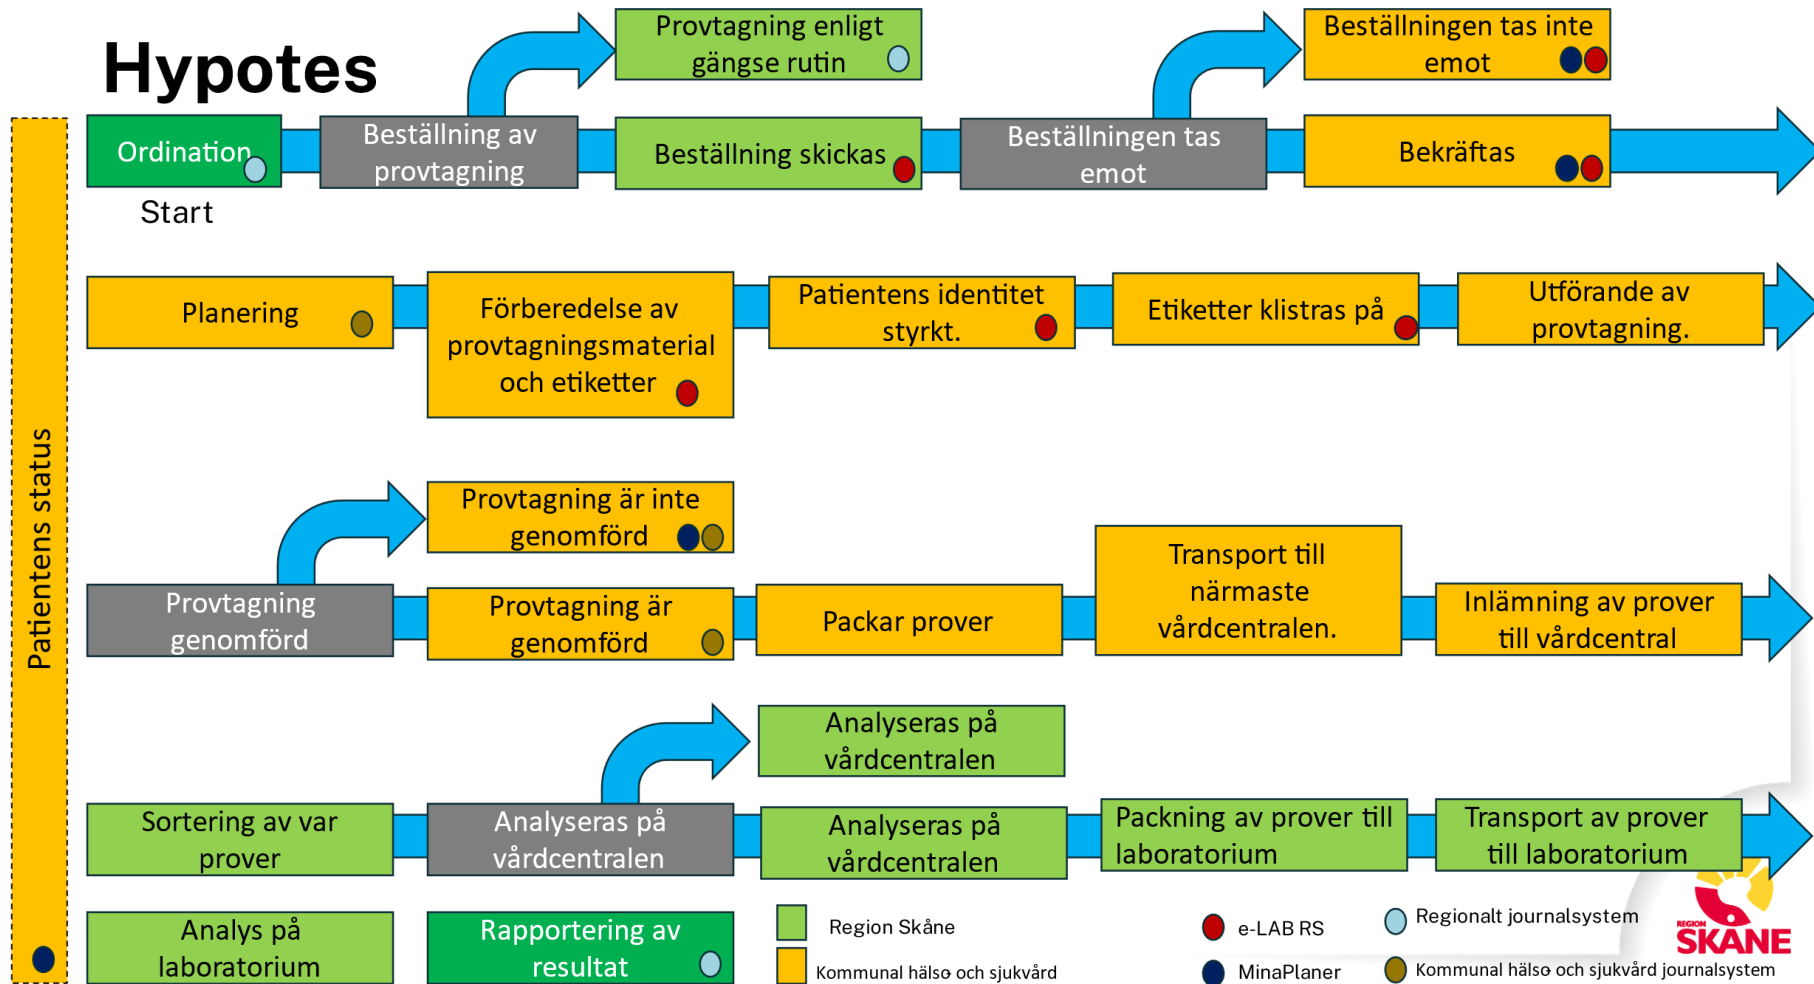 Hypotes
Provtagning enligt
gängse rutin
Beställningen tas inte
emot
Ordination
Beställning av
provtagning
Beställning skickas
Beställningen tas
emot
Bekräftas
Start
Patientens status
Planering
Förberedelse av
provtagningsmaterial
och etiketter
Patientens identitet
styrkt.
Etiketter klistras på
Utförande av
provtagning.
Provtagning är inte
genomförd
Provtagning
genomförd
Provtagning är
genomförd
Packar prover
Transport till
närmaste
vårdcentralen.
Inlämning av prover
till vårdcentral
Analyseras på
vårdcentralen
Sortering av var
prover
Analyseras på
vårdcentralen
Analyseras på
vårdcentralen
Packning av prover till
laboratorium
Transport av prover
till laboratorium
Analys på
laboratorium
Rapportering av
resultat
Region Skåne
Kommunal hälso- och sjukvård
e-LAB RS
MinaPlaner
Regionalt journalsystem
Kommunal hälso- och sjukvård journalsystem
REGION
SKÅNE